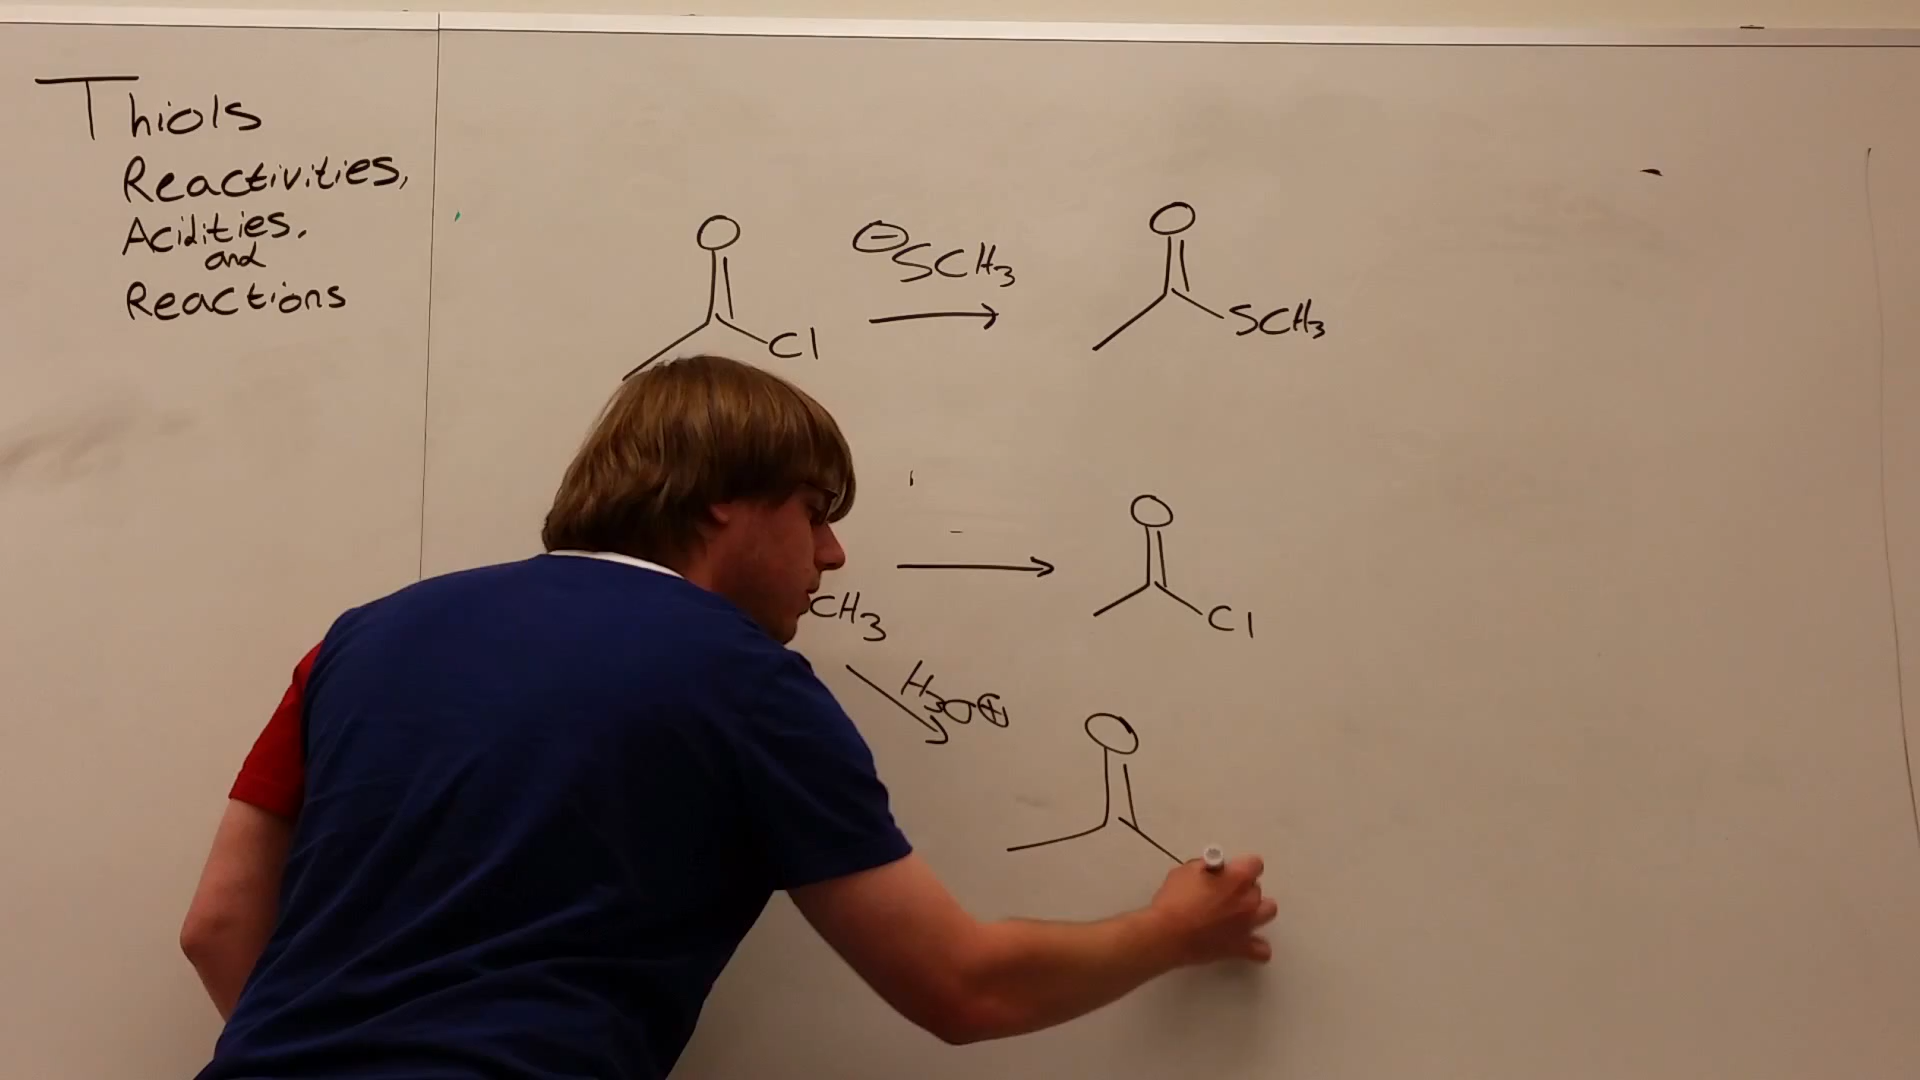 Thiols
Reactivities,
Acidities,
and
Reactions
O
Cl
⊖SCH3
O
SCH3
CH3
O
Cl
H3O⊕
O